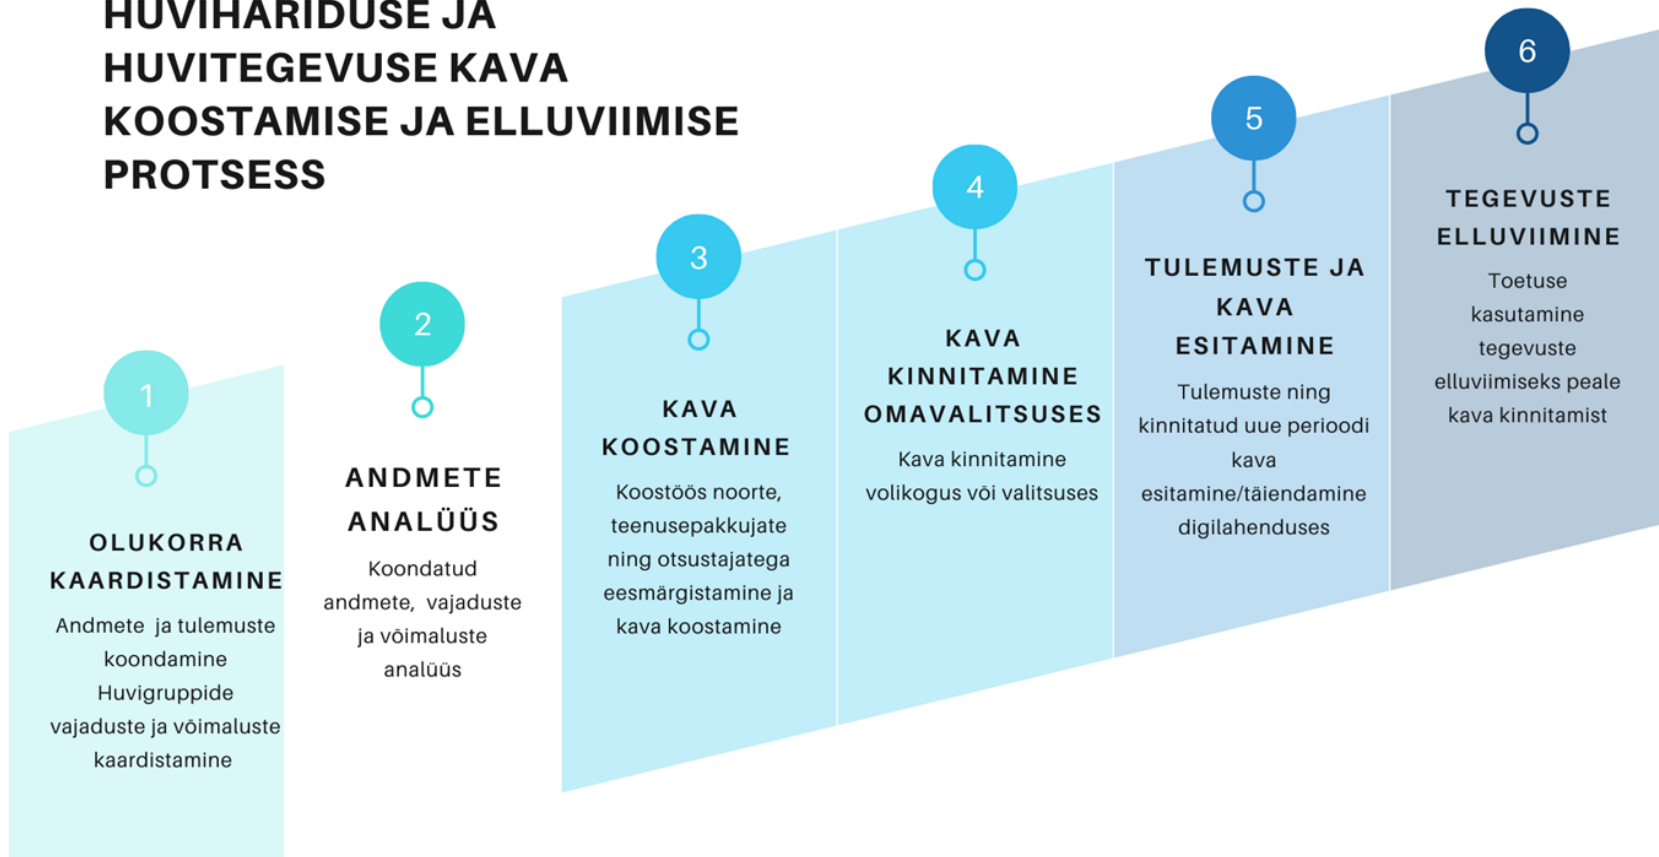 HUVIHARIDUSE JA
HUVITEGEVUSE KAVA
KOOSTAMISE JA ELLUVIIMISE
PROTSESS
1
OLUKORRA
KAARDISTAMINE
Andmete ja tulemuste
koondamine
Huvigruppide
vajaduste ja võimaluste
kaardistamine
2
ANDMETE
ANALÜÜS
Koondatud
andmete, vajaduste
ja võimaluste
analüüs
3
KAVA
KOOSTAMINE
Koostöös noorte,
teenusepakkujate
ning otsustajatega
eesmärgistamine ja
kava koostamine
4
KAVA
KINNITAMINE
OMAVALITSUSES
Kava kinnitamine
volikogus või valitsuses
5
TULEMUSTE JA
KAVA
ESITAMINE
Tulemuste ning
kinnitatud uue perioodi
kava
esitamine/täiendamine
digilahenduses
6
TEGEVUSTE
ELLUVIIMINE
Toetuse
kasutamine
tegevuste
elluviimiseks peale
kava kinnitamist